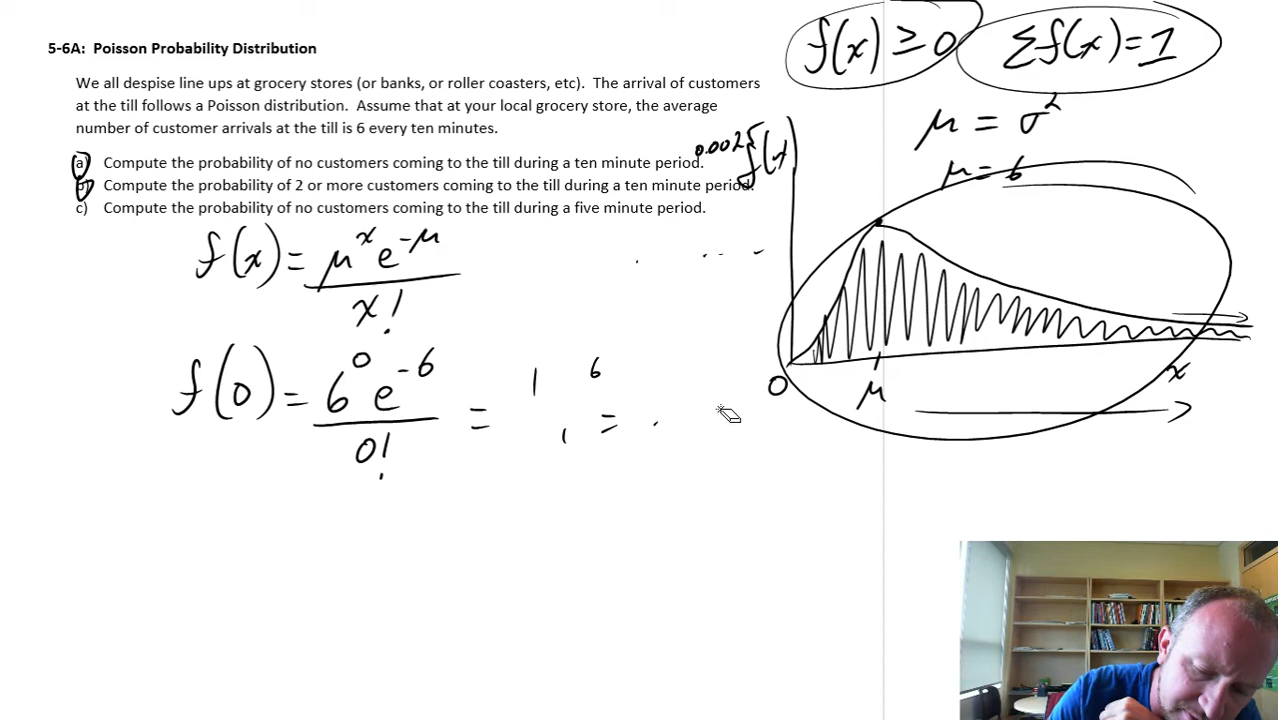 5-6A: Poisson Probability Distribution
We all despise line ups at grocery stores (or banks, or roller coasters, etc). The arrival of customers
at the till follows a Poisson distribution. Assume that at your local grocery store, the average
number of customer arrivals at the till is 6 every ten minutes.
a) Compute the probability of no customers coming to the till during a ten minute period.
b) Compute the probability of 2 or more customers coming to the till during a ten minute period.
c) Compute the probability of no customers coming to the till during a five minute period.
f(x) ≥ 0 Σf(x) = 1
μ = σ²
μ = 6
0.0025
f(x)
f(x) = μ^x e^-μ / x!
f(0) = 6^0 e^-6 / 0! = 1 6 1 = .
0 μ x